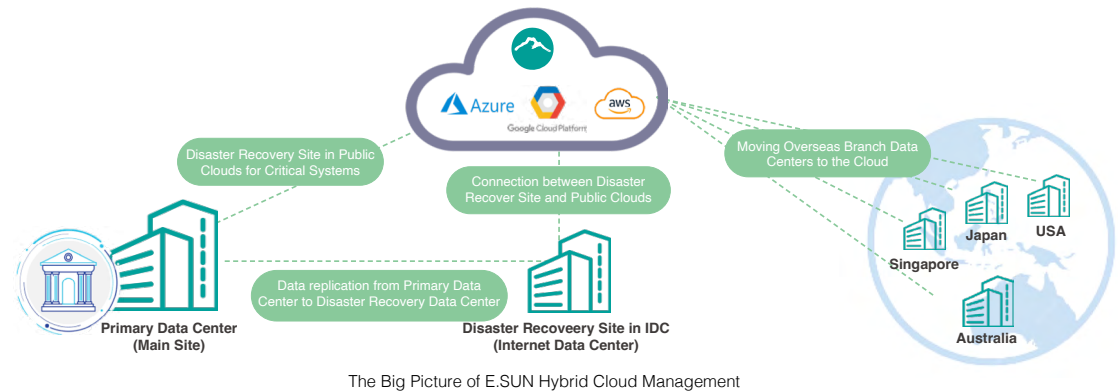 Azure
Google Cloud Platform
aws
Disaster Recovery Site in Public
Clouds for Critical Systems
Moving Overseas Branch Data
Centers to the Cloud
Connection between Disaster
Recover Site and Public Clouds
Japan
USA
Singapore
Data replication from Primary Data
Center to Disaster Recovery Data Center
Primary Data Center
(Main Site)
Disaster Recoveery Site in IDC
(Internet Data Center)
Australia
The Big Picture of E.SUN Hybrid Cloud Management